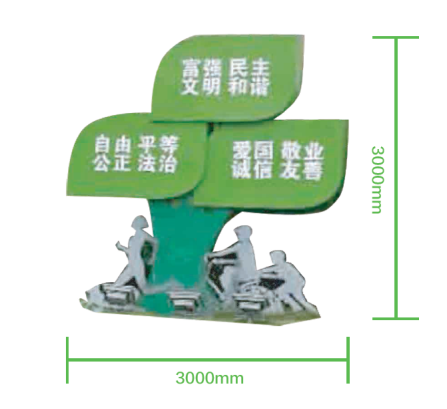 富强 民主
文明 和谐
自由 平等
公正 法治
爱国 敬业
诚信 友善
3000mm
3000mm